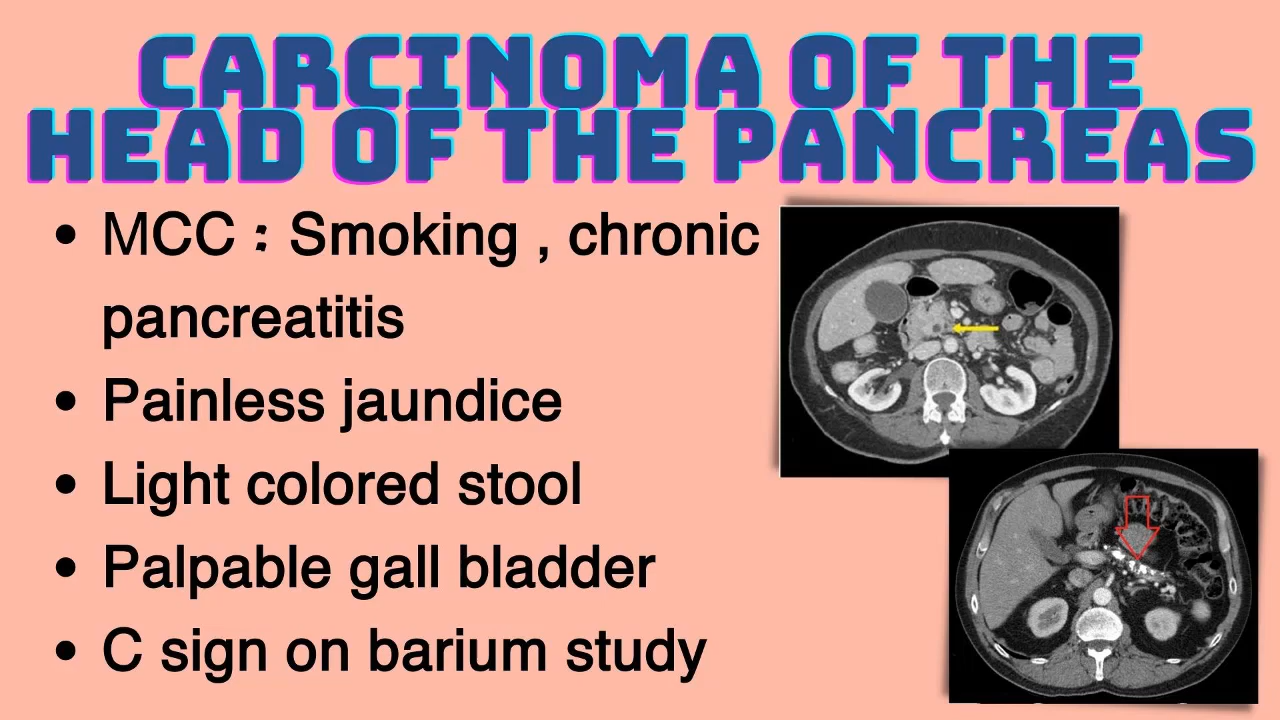 CARCINOMA OF THE
HEAD OF THE PANCREAS
• MCC : Smoking , chronic
pancreatitis
• Painless jaundice
• Light colored stool
• Palpable gall bladder
• C sign on barium study